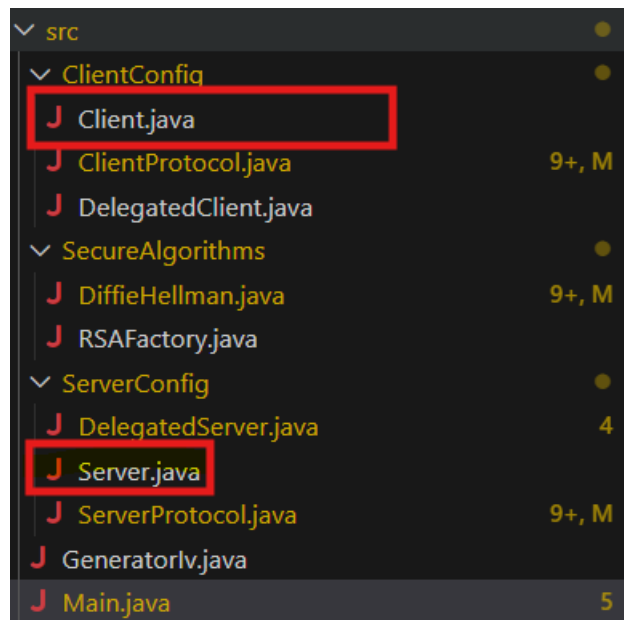 src
ClientConfig
J Client.java
J ClientProtocol.java 9+, M
J DelegatedClient.java
SecureAlgorithms
J DiffieHellman.java 9+, M
J RSAFactory.java
ServerConfig
J DelegatedServer.java 4
J Server.java
J ServerProtocol.java 9+, M
J GeneratorIv.java
J Main.java 5